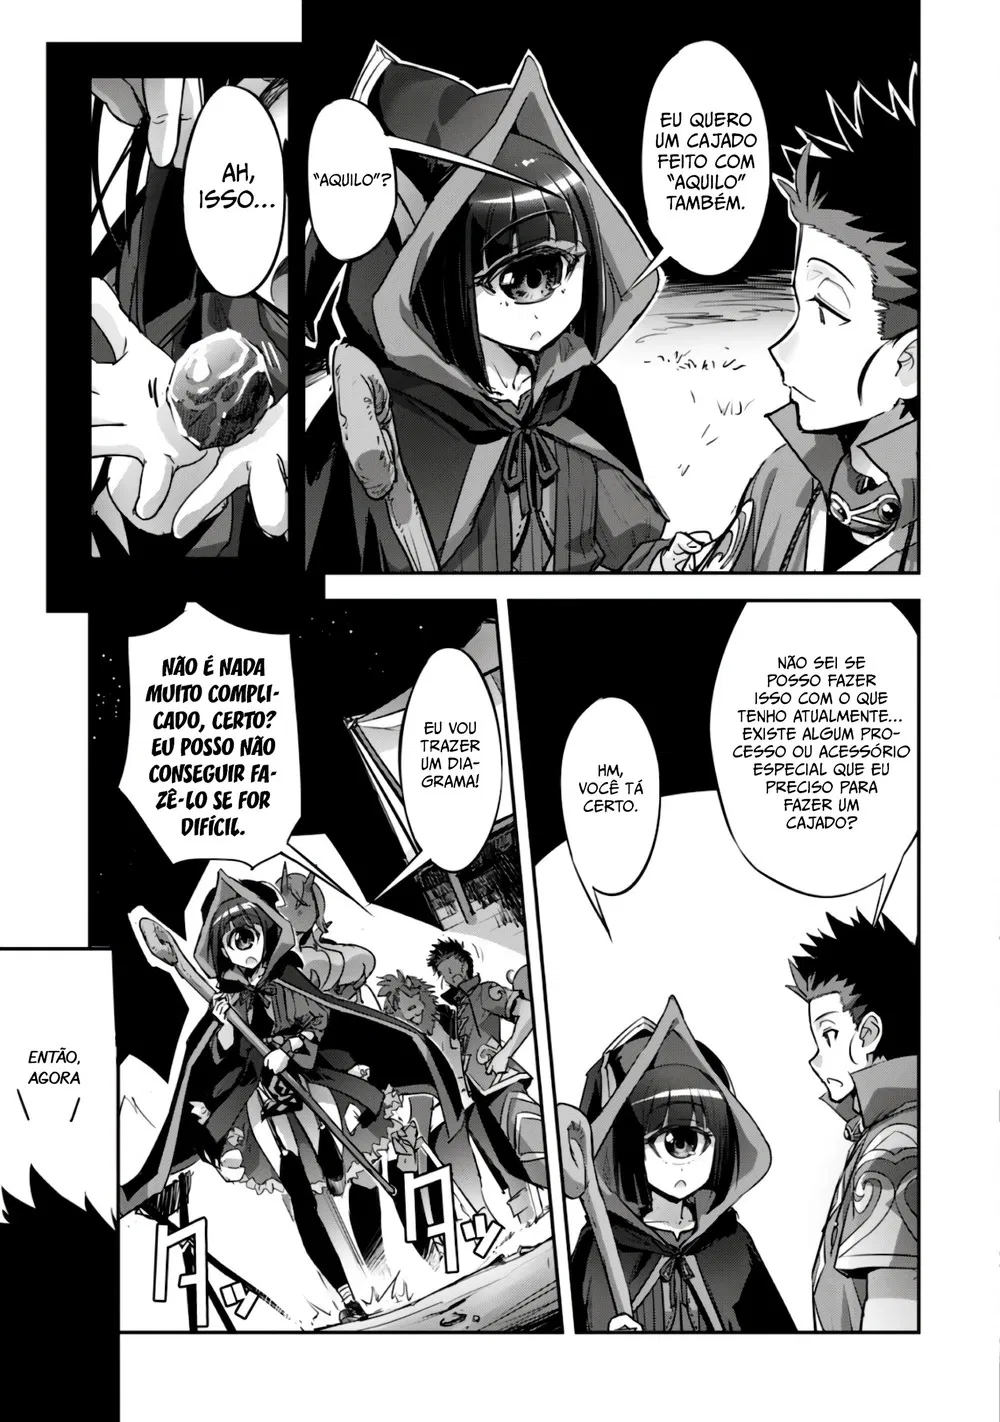 EU QUERO
UM CAJADO
FEITO COM
"AQUILO"
TAMBÉM.
"AQUILO"?
AH,
ISSO...
NÃO SEI SE
POSSO FAZER
ISSO COM O QUE
TENHO ATUALMENTE...
EXISTE ALGUM PRO-
CESSO OU ACESSÓRIO
ESPECIAL QUE EU
PRECISO PARA
FAZER UM
CAJADO?
HM,
VOCÊ TÁ
CERTO.
EU VOU
TRAZER
UM DIA-
GRAMA!
NÃO É NADA
MUITO COMPLI-
CADO, CERTO?
EU POSSO NÃO
CONSEGUIR FA-
ZÊ-LO SE FOR
DIFÍCIL.
タタッ
ENTÃO,
AGORA